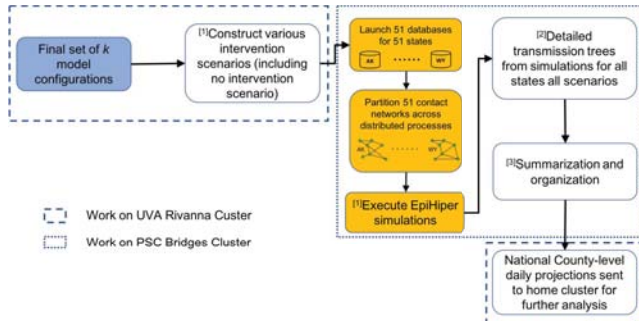 Final set of k
model
configurations
[1]Construct various
intervention
scenarios (including
no intervention
scenario)
Launch 51 databases
for 51 states
AK
WY
Partition 51 contact
networks across
distributed processes
AK
WY
[1]Execute EpiHiper
simulations
[2]Detailed
transmission trees
from simulations for all
states all scenarios
[3]Summarization and
organization
National County-level
daily projections sent
to home cluster for
further analysis
Work on UVA Rivanna Custer
Work on PSC Bridges Cluster